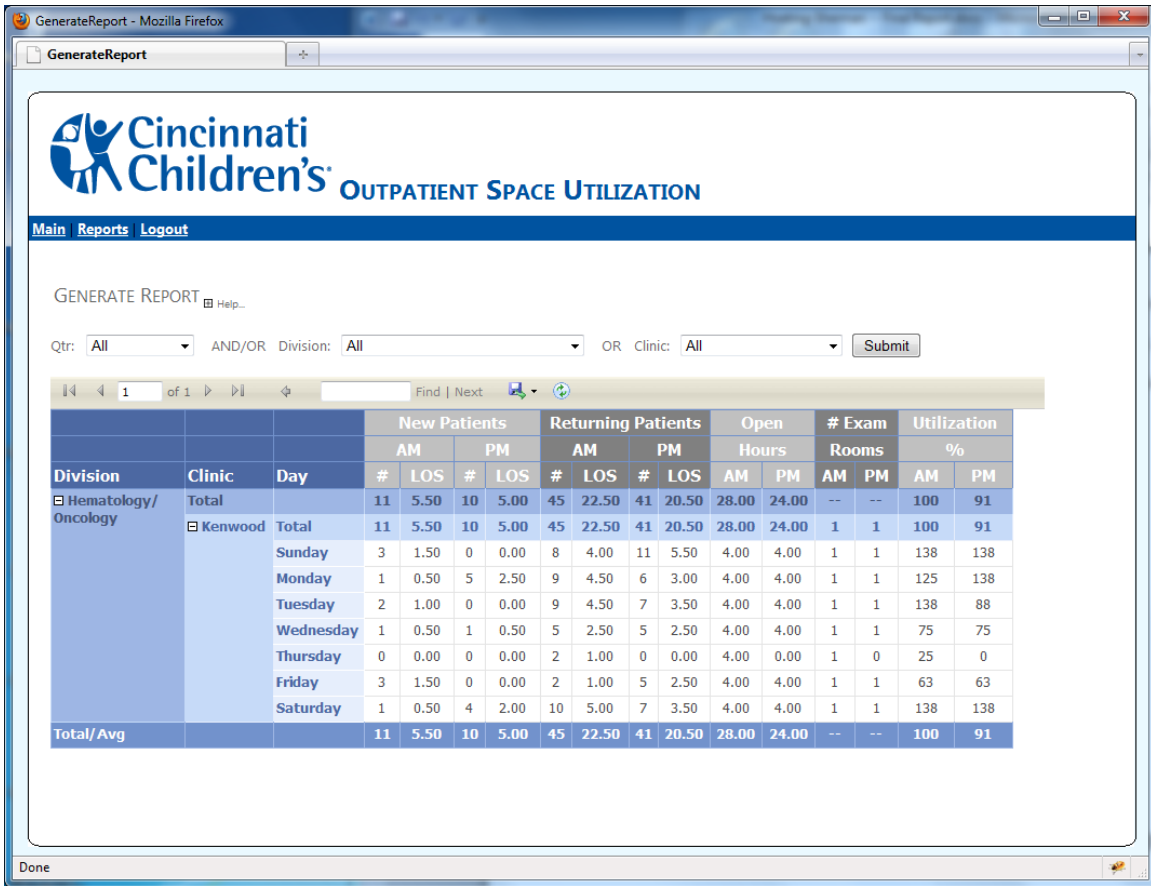 GenerateReport - Mozilla Firefox
GenerateReport
Cincinnati
Children's
OUTPATIENT SPACE UTILIZATION
Main | Reports | Logout
GENERATE REPORT Help...
Qtr: All AND/OR Division: All OR Clinic: All Submit
1 of 1 Find | Next
New Patients Returning Patients Open # Exam Utilization
AM PM AM PM Hours Rooms %
Division Clinic Day # LOS # LOS # LOS # LOS AM PM AM PM AM PM
Hematology/ Total 11 5.50 10 5.00 45 22.50 41 20.50 28.00 24.00 -- -- 100 91
Oncology Kenwood Total 11 5.50 10 5.00 45 22.50 41 20.50 28.00 24.00 1 1 100 91
Sunday 3 1.50 0 0.00 8 4.00 11 5.50 4.00 4.00 1 1 138 138
Monday 1 0.50 5 2.50 9 4.50 6 3.00 4.00 4.00 1 1 125 138
Tuesday 2 1.00 0 0.00 9 4.50 7 3.50 4.00 4.00 1 1 138 88
Wednesday 1 0.50 1 0.50 5 2.50 5 2.50 4.00 4.00 1 1 75 75
Thursday 0 0.00 0 0.00 2 1.00 0 0.00 4.00 0.00 1 0 25 0
Friday 3 1.50 0 0.00 2 1.00 5 2.50 4.00 4.00 1 1 63 63
Saturday 1 0.50 4 2.00 10 5.00 7 3.50 4.00 4.00 1 1 138 138
Total/Avg 11 5.50 10 5.00 45 22.50 41 20.50 28.00 24.00 -- -- 100 91
Done